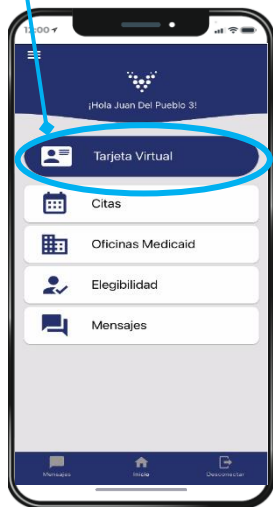 12:00
¡Hola Juan Del Pueblo 3!
Tarjeta Virtual
Citas
Oficinas Medicaid
Elegibilidad
Mensajes
Mensajes Inicio Desconectar